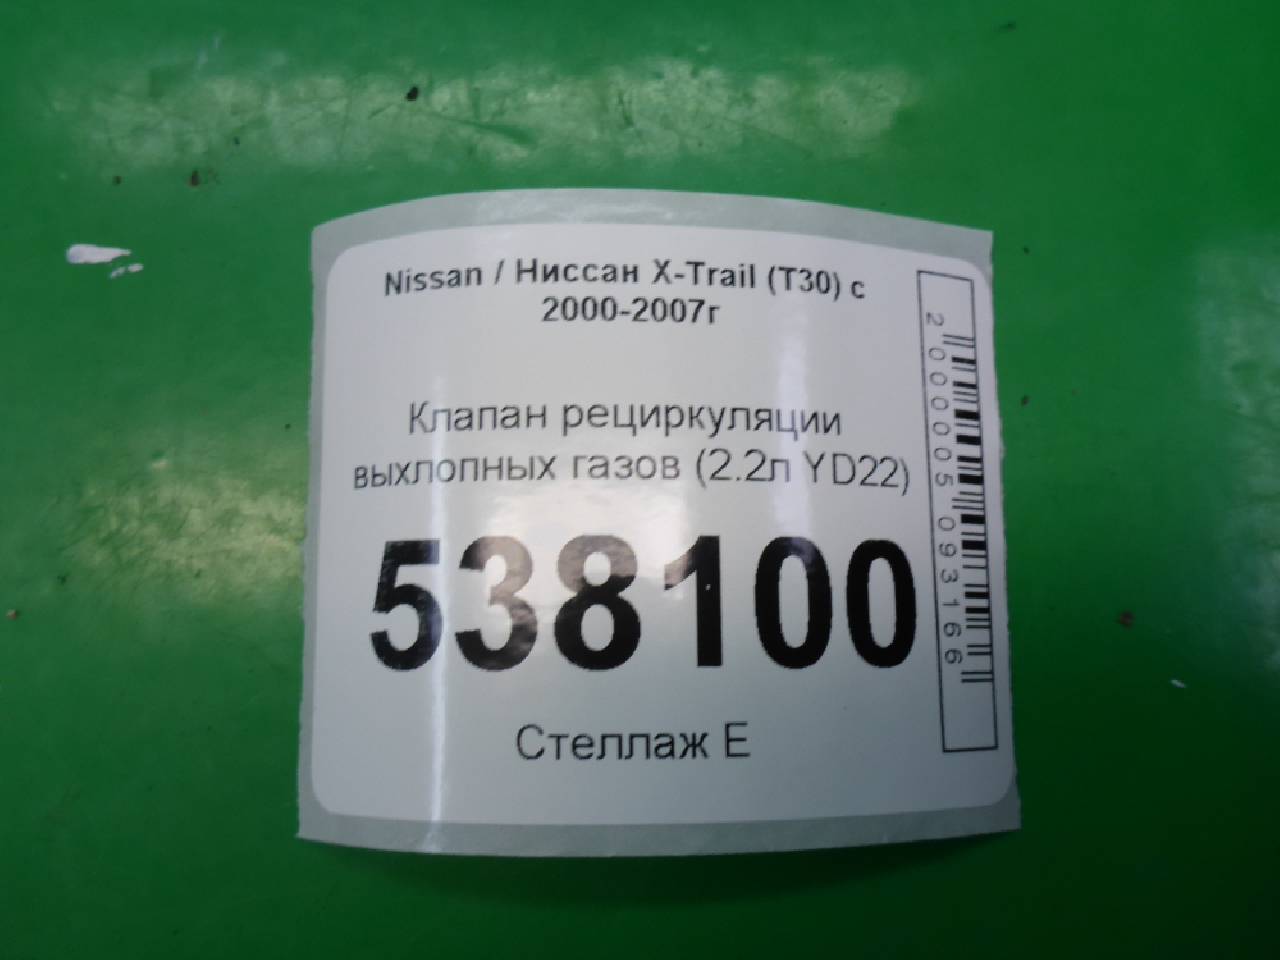 Nissan / Ниссан X-Trail (T30) с
2000-2007г
Клапан рециркуляции
выхлопных газов (2.2л YD22)
538100
Стеллаж Е
2000005093166